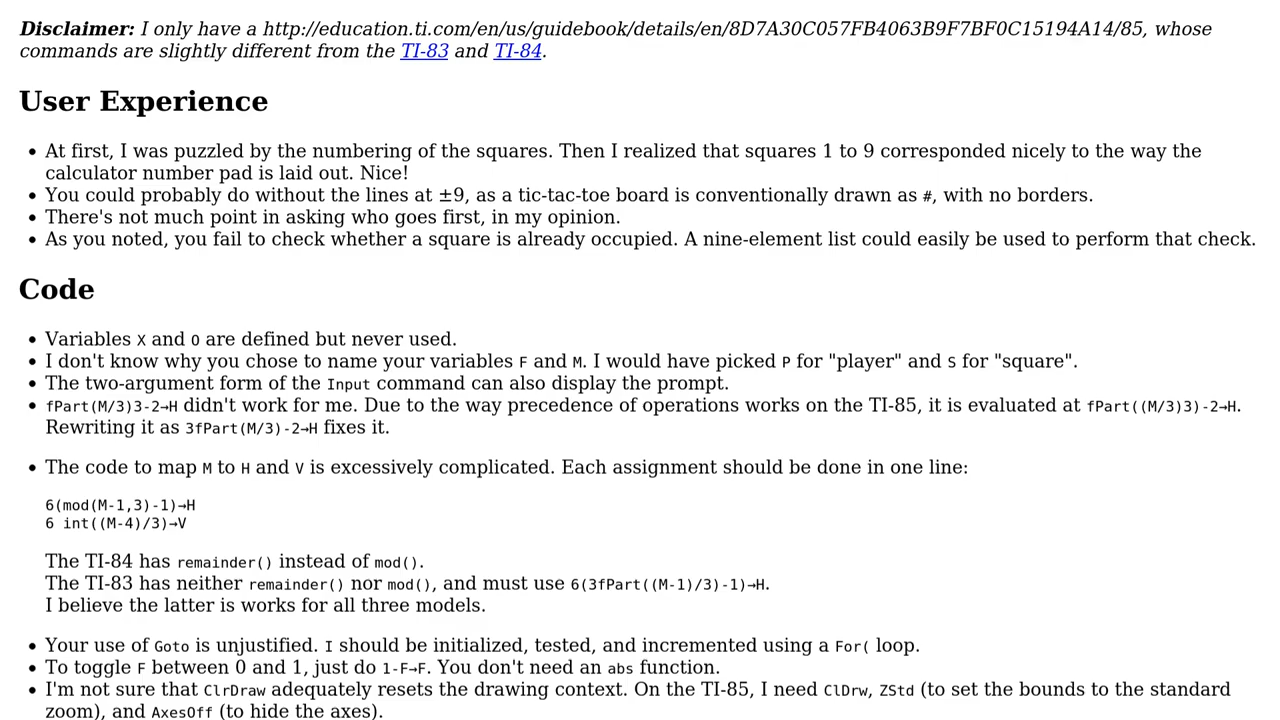 Disclaimer: I only have a http://education.ti.com/en/us/guidebook/details/en/8D7A30C057FB4063B9F7BF0C15194A14/85, whose
commands are slightly different from the TI-83 and TI-84.
User Experience
• At first, I was puzzled by the numbering of the squares. Then I realized that squares 1 to 9 corresponded nicely to the way the
calculator number pad is laid out. Nice!
• You could probably do without the lines at ±9, as a tic-tac-toe board is conventionally drawn as #, with no borders.
• There's not much point in asking who goes first, in my opinion.
• As you noted, you fail to check whether a square is already occupied. A nine-element list could easily be used to perform that check.
Code
• Variables X and O are defined but never used.
• I don't know why you chose to name your variables F and M. I would have picked P for "player" and S for "square".
• The two-argument form of the Input command can also display the prompt.
• fPart(M/3)3-2→H didn't work for me. Due to the way precedence of operations works on the TI-85, it is evaluated at fPart((M/3)3)-2→H.
Rewriting it as 3fPart(M/3)-2→H fixes it.
• The code to map M to H and V is excessively complicated. Each assignment should be done in one line:
6(mod(M-1,3)-1)→H
6 int((M-4)/3)→V
The TI-84 has remainder() instead of mod().
The TI-83 has neither remainder() nor mod(), and must use 6(3fPart((M-1)/3)-1)→H.
I believe the latter is works for all three models.
• Your use of Goto is unjustified. I should be initialized, tested, and incremented using a For( loop.
• To toggle F between 0 and 1, just do 1-F→F. You don't need an abs function.
• I'm not sure that ClrDraw adequately resets the drawing context. On the TI-85, I need ClDrw, ZStd (to set the bounds to the standard
zoom), and AxesOff (to hide the axes).